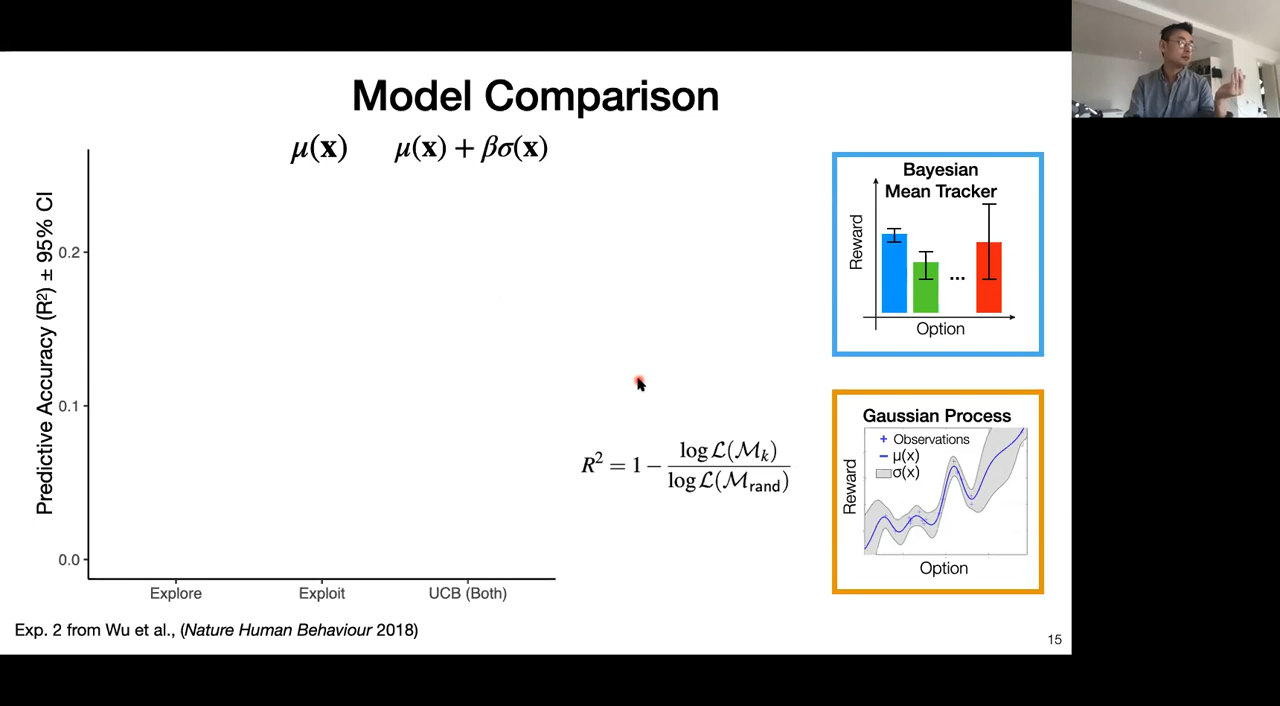 Model Comparison
μ(x) μ(x) + βσ(x)
Predictive Accuracy (R²) ± 95% CI
0.2
0.1
0.0
Explore Exploit UCB (Both)
R² = 1 − log ℒ(ℳₖ) / log ℒ(ℳrand)
Bayesian
Mean Tracker
Reward
...
Option
Gaussian Process
+ Observations
μ(x)
σ(x)
Reward
Option
Exp. 2 from Wu et al., (Nature Human Behaviour 2018)
15